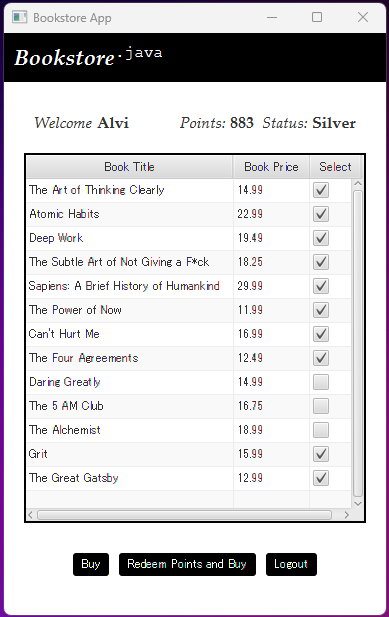 Bookstore App
Bookstore.java
Welcome Alvi Points: 883 Status: Silver
Book Title Book Price Select
The Art of Thinking Clearly 14.99
Atomic Habits 22.99
Deep Work 19.49
The Subtle Art of Not Giving a F*ck 18.25
Sapiens: A Brief History of Humankind 29.99
The Power of Now 11.99
Can't Hurt Me 16.99
The Four Agreements 12.49
Daring Greatly 14.99
The 5 AM Club 16.75
The Alchemist 18.99
Grit 15.99
The Great Gatsby 12.99
Buy Redeem Points and Buy Logout